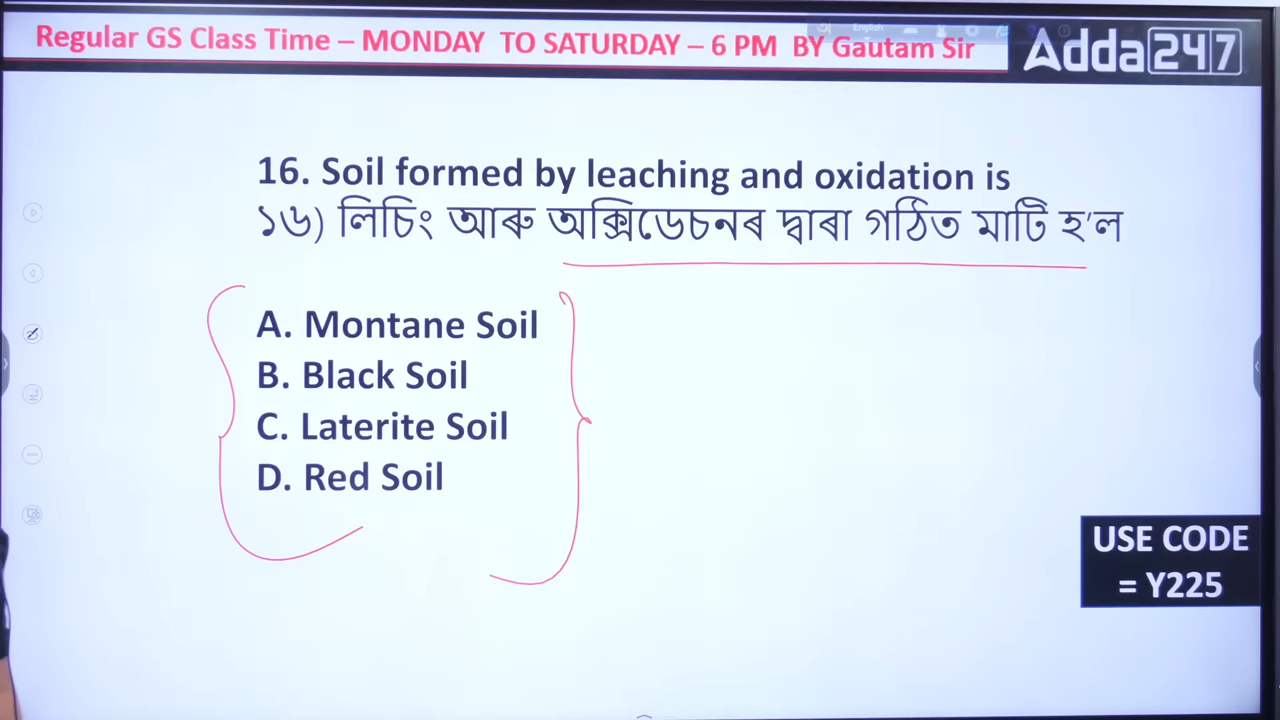 Regular GS Class Time – MONDAY TO SATURDAY – 6 PM BY Gautam Sir
Adda247
English
16. Soil formed by leaching and oxidation is
১৬) লিচিং আৰু অক্সিডেচনৰ দ্বাৰা গঠিত মাটি হ'ল
A. Montane Soil
B. Black Soil
C. Laterite Soil
D. Red Soil
USE CODE
= Y225